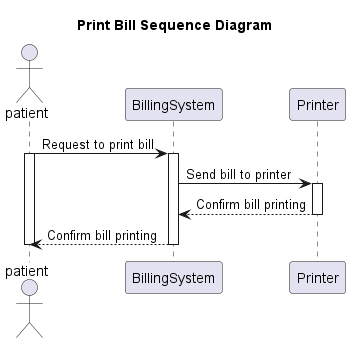 Print Bill Sequence Diagram
patient
BillingSystem
Printer
Request to print bill
Send bill to printer
Confirm bill printing
Confirm bill printing
patient
BillingSystem
Printer